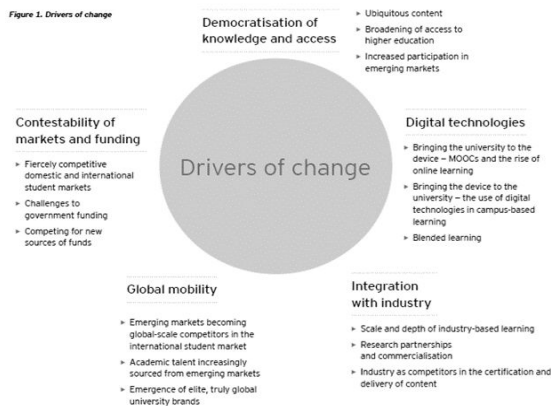 Figure 1. Drivers of change
Democratisation of
knowledge and access
▸ Ubiquitous content
▸ Broadening of access to
higher education
▸ Increased participation in
emerging markets
Contestability of
markets and funding
▸ Fiercely competitive
domestic and international
student markets
▸ Challenges to
government funding
▸ Competing for new
sources of funds
Drivers of change
Digital technologies
▸ Bringing the university to the
device – MOOCs and the rise of
online learning
▸ Bringing the device to the
university – the use of digital
technologies in campus-based
learning
▸ Blended learning
Global mobility
▸ Emerging markets becoming
global-scale competitors in the
international student market
▸ Academic talent increasingly
sourced from emerging markets
▸ Emergence of elite, truly global
university brands
Integration
with industry
▸ Scale and depth of industry-based learning
▸ Research partnerships
and commercialisation
▸ Industry as competitors in the certification and
delivery of content